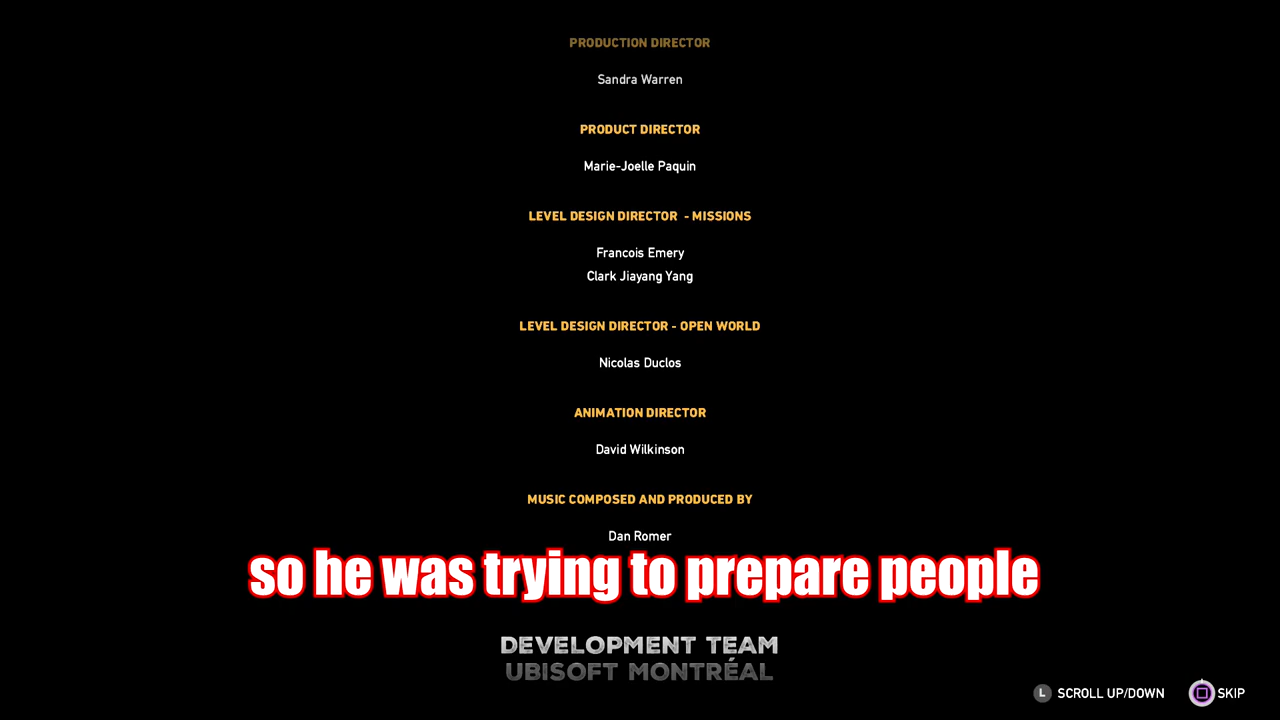 PRODUCTION DIRECTOR
Sandra Warren
PRODUCT DIRECTOR
Marie-Joelle Paquin
LEVEL DESIGN DIRECTOR - MISSIONS
Francois Emery
Clark Jiayang Yang
LEVEL DESIGN DIRECTOR - OPEN WORLD
Nicolas Duclos
ANIMATION DIRECTOR
David Wilkinson
MUSIC COMPOSED AND PRODUCED BY
Dan Romer
so he was trying to prepare people
DEVELOPMENT TEAM
UBISOFT MONTRÉAL
L SCROLL UP/DOWN SKIP